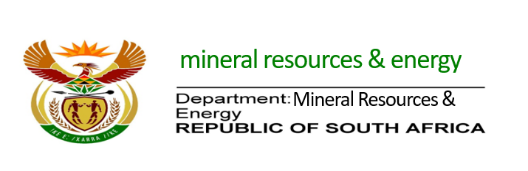 mineral resources & energy
Department: Mineral Resources &
Energy
REPUBLIC OF SOUTH AFRICA